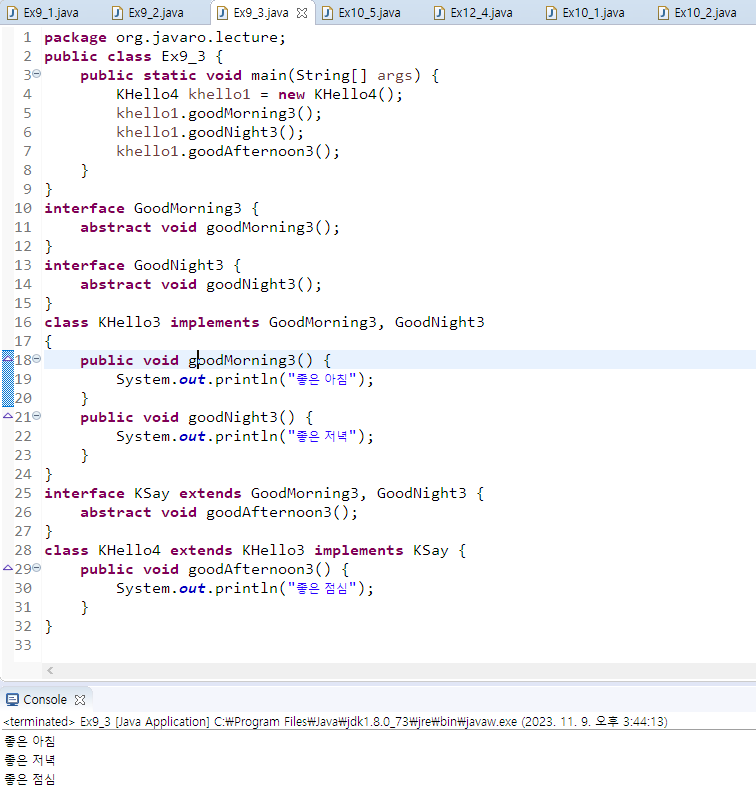 Ex9_1.java Ex9_2.java Ex9_3.java Ex10_5.java Ex12_4.java Ex10_1.java Ex10_2.java
1 package org.javaro.lecture;
2 public class Ex9_3 {
3 public static void main(String[] args) {
4 KHello4 khello1 = new KHello4();
5 khello1.goodMorning3();
6 khello1.goodNight3();
7 khello1.goodAfternoon3();
8 }
9 }
10 interface GoodMorning3 {
11 abstract void goodMorning3();
12 }
13 interface GoodNight3 {
14 abstract void goodNight3();
15 }
16 class KHello3 implements GoodMorning3, GoodNight3
17 {
18 public void goodMorning3() {
19 System.out.println("좋은 아침");
20 }
21 public void goodNight3() {
22 System.out.println("좋은 저녁");
23 }
24 }
25 interface KSay extends GoodMorning3, GoodNight3 {
26 abstract void goodAfternoon3();
27 }
28 class KHello4 extends KHello3 implements KSay {
29 public void goodAfternoon3() {
30 System.out.println("좋은 점심");
31 }
32 }
33
Console
<terminated> Ex9_3 [Java Application] C:₩Program Files₩Java₩jdk1.8.0_73₩jre₩bin₩javaw.exe (2023. 11. 9. 오후 3:44:13)
좋은 아침
좋은 저녁
좋은 점심